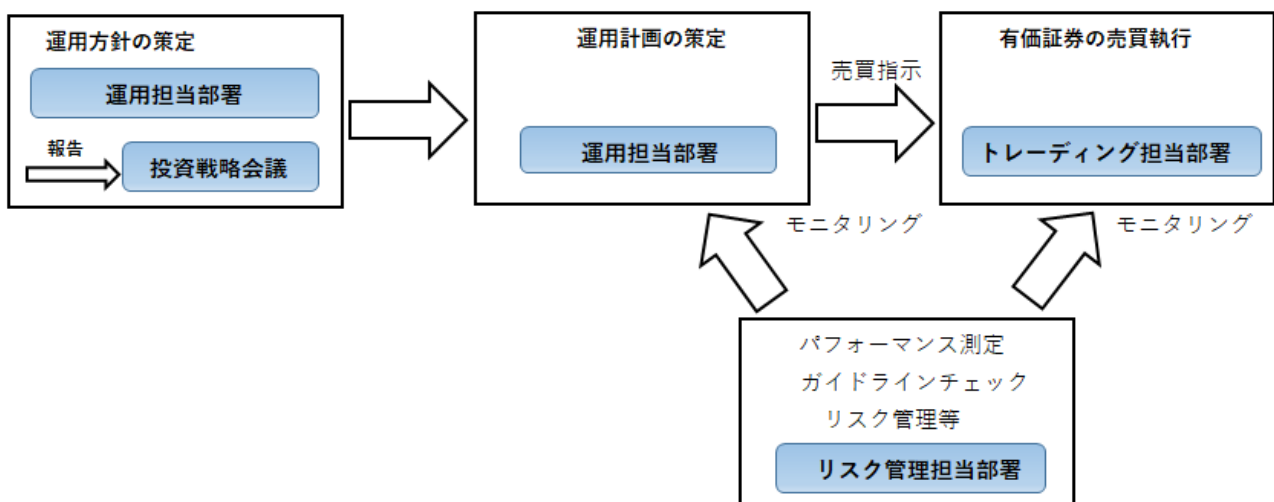 運用方針の策定
運用担当部署
報告
投資戦略会議
運用計画の策定
運用担当部署
売買指示
有価証券の売買執行
トレーディング担当部署
モニタリング
モニタリング
パフォーマンス測定
ガイドラインチェック
リスク管理等
リスク管理担当部署